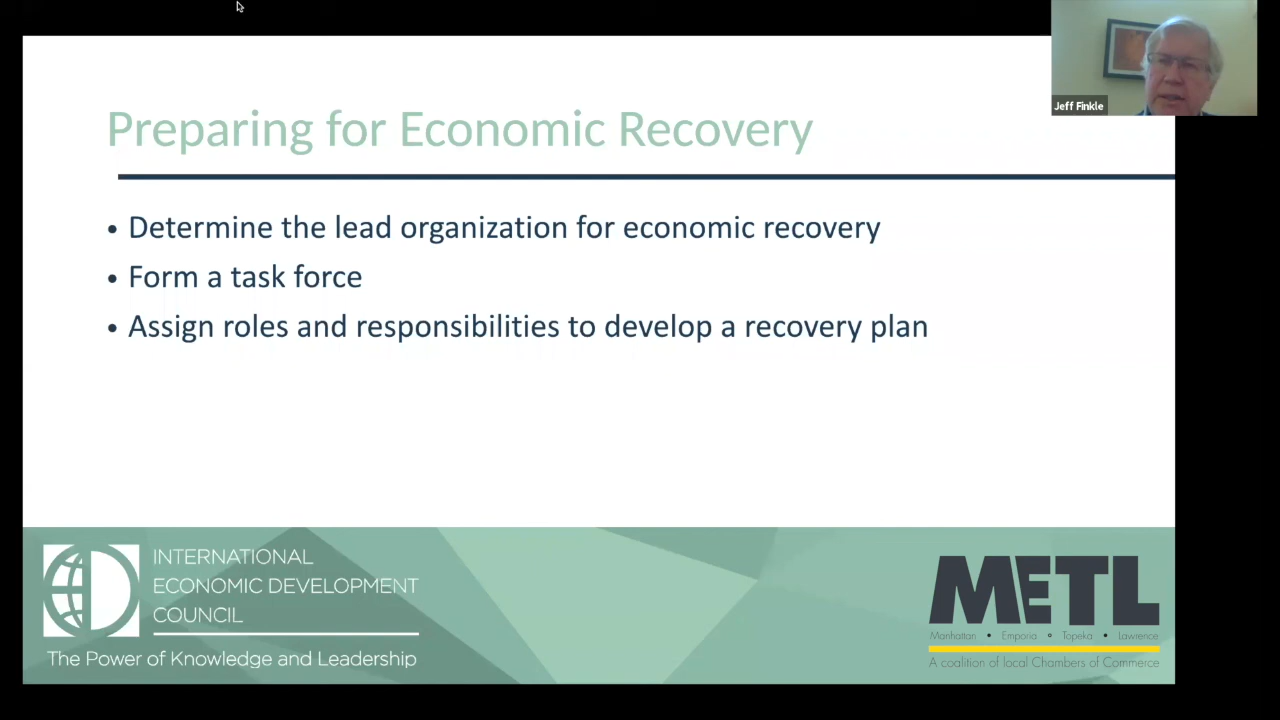 Jeff Finkle
Preparing for Economic Recovery
• Determine the lead organization for economic recovery
• Form a task force
• Assign roles and responsibilities to develop a recovery plan
INTERNATIONAL
ECONOMIC DEVELOPMENT
COUNCIL
The Power of Knowledge and Leadership
METL
Manhattan • Emporia • Topeka • Lawrence
A coalition of local Chambers of Commerce